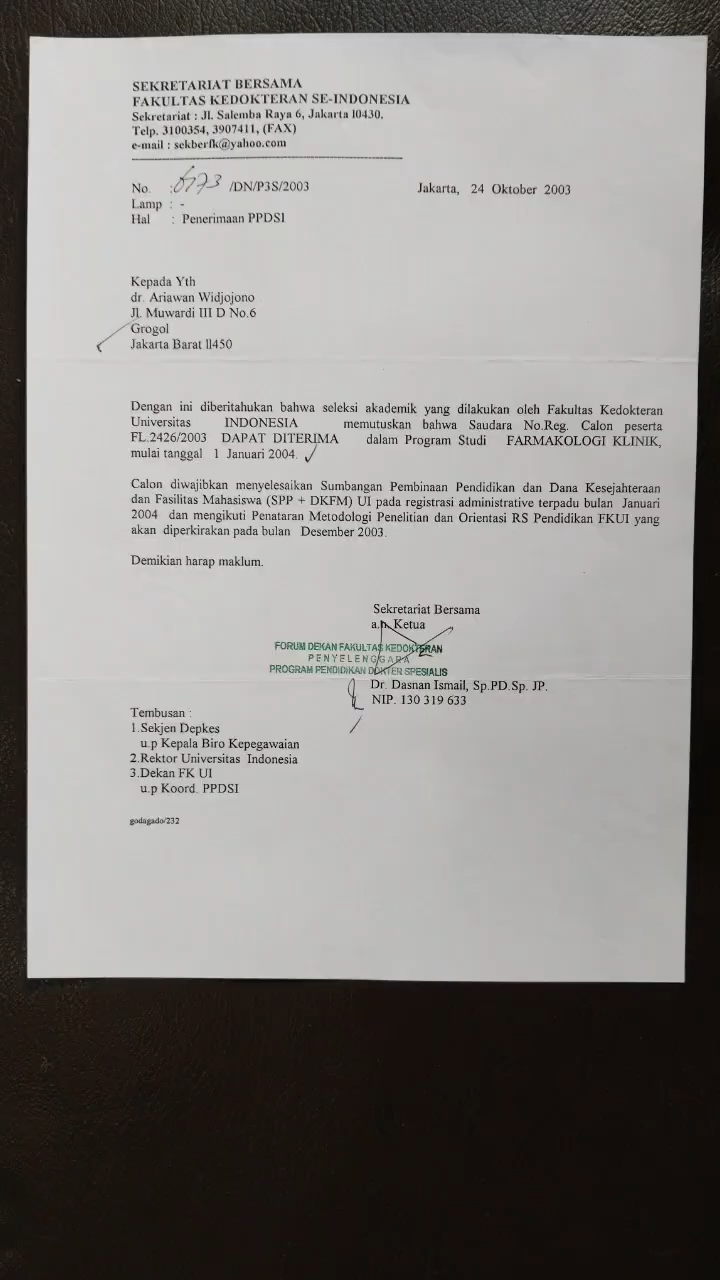 SEKRETARIAT BERSAMA
FAKULTAS KEDOKTERAN SE-INDONESIA
Sekretariat : Jl. Salemba Raya 6, Jakarta 10430.
Telp. 3100354, 3907411, (FAX)
e-mail : sekberfk@yahoo.com
No. : 6173 /DN/P3S/2003 Jakarta, 24 Oktober 2003
Lamp : -
Hal : Penerimaan PPDSI
Kepada Yth
dr. Ariawan Widjojono
Jl. Muwardi III D No.6
Grogol
Jakarta Barat 11450
Dengan ini diberitahukan bahwa seleksi akademik yang dilakukan oleh Fakultas Kedokteran
Universitas INDONESIA memutuskan bahwa Saudara No.Reg. Calon peserta
FL.2426/2003 DAPAT DITERIMA dalam Program Studi FARMAKOLOGI KLINIK,
mulai tanggal 1 Januari 2004.
Calon diwajibkan menyelesaikan Sumbangan Pembinaan Pendidikan dan Dana Kesejahteraan
dan Fasilitas Mahasiswa (SPP + DKFM) UI pada registrasi administrative terpadu bulan Januari
2004 dan mengikuti Penataran Metodologi Penelitian dan Orientasi RS Pendidikan FKUI yang
akan diperkirakan pada bulan Desember 2003.
Demikian harap maklum.
Sekretariat Bersama
a.n. Ketua
FORUM DEKAN FAKULTAS KEDOKTERAN
PENYELENGGARA
PROGRAM PENDIDIKAN DOKTER SPESIALIS
Dr. Dasnan Ismail, Sp.PD.Sp. JP.
NIP. 130 319 633
Tembusan :
1.Sekjen Depkes
u.p Kepala Biro Kepegawaian
2.Rektor Universitas Indonesia
3.Dekan FK UI
u.p Koord. PPDSI
godagado/232